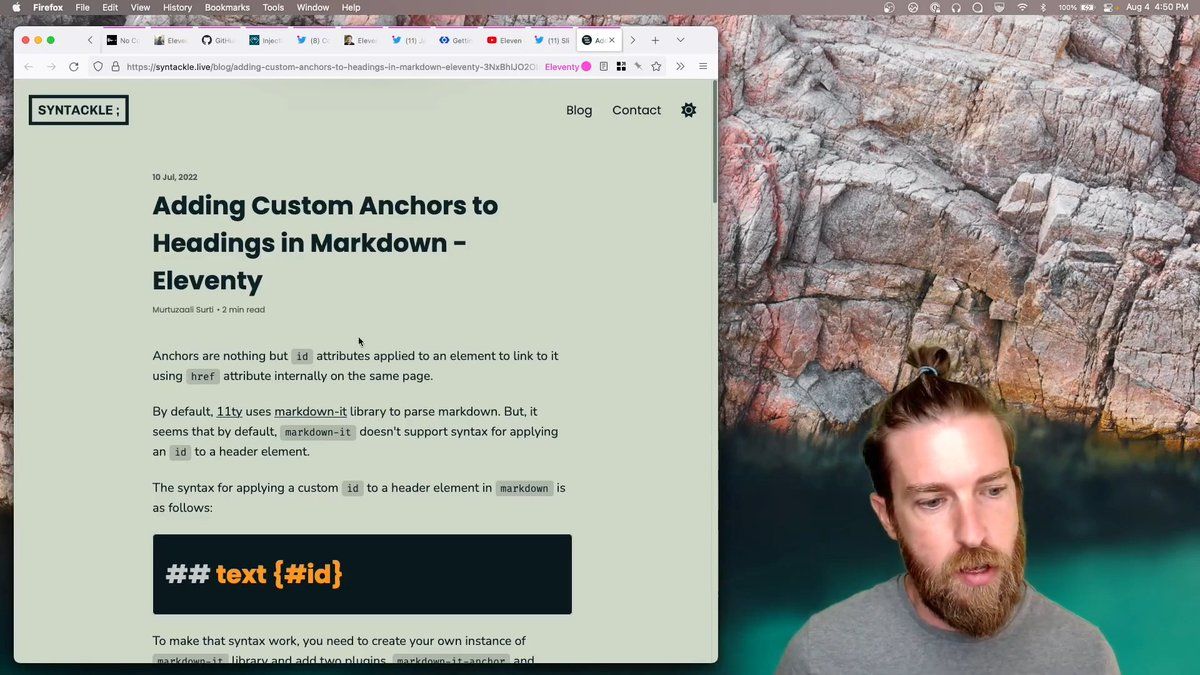 Firefox File Edit View History Bookmarks Tools Window Help 100% Aug 4 4:50 PM
No Co Eleve GitHu Inject (8) Co Eleve (11) J Gettin Eleven (11) Sli Ad
https://syntackle.live/blog/adding-custom-anchors-to-headings-in-markdown-eleventy-3NxBhIJO2 Eleventy
SYNTACKLE ;
Blog Contact
10 Jul, 2022
Adding Custom Anchors to
Headings in Markdown -
Eleventy
Murtuzaali Surti • 2 min read
Anchors are nothing but id attributes applied to an element to link to it
using href attribute internally on the same page.
By default, 11ty uses markdown-it library to parse markdown. But, it
seems that by default, markdown-it doesn't support syntax for applying
an id to a header element.
The syntax for applying a custom id to a header element in markdown is
as follows:
## text {#id}
To make that syntax work, you need to create your own instance of
markdown-it library and add two plugins, markdown-it-anchor and